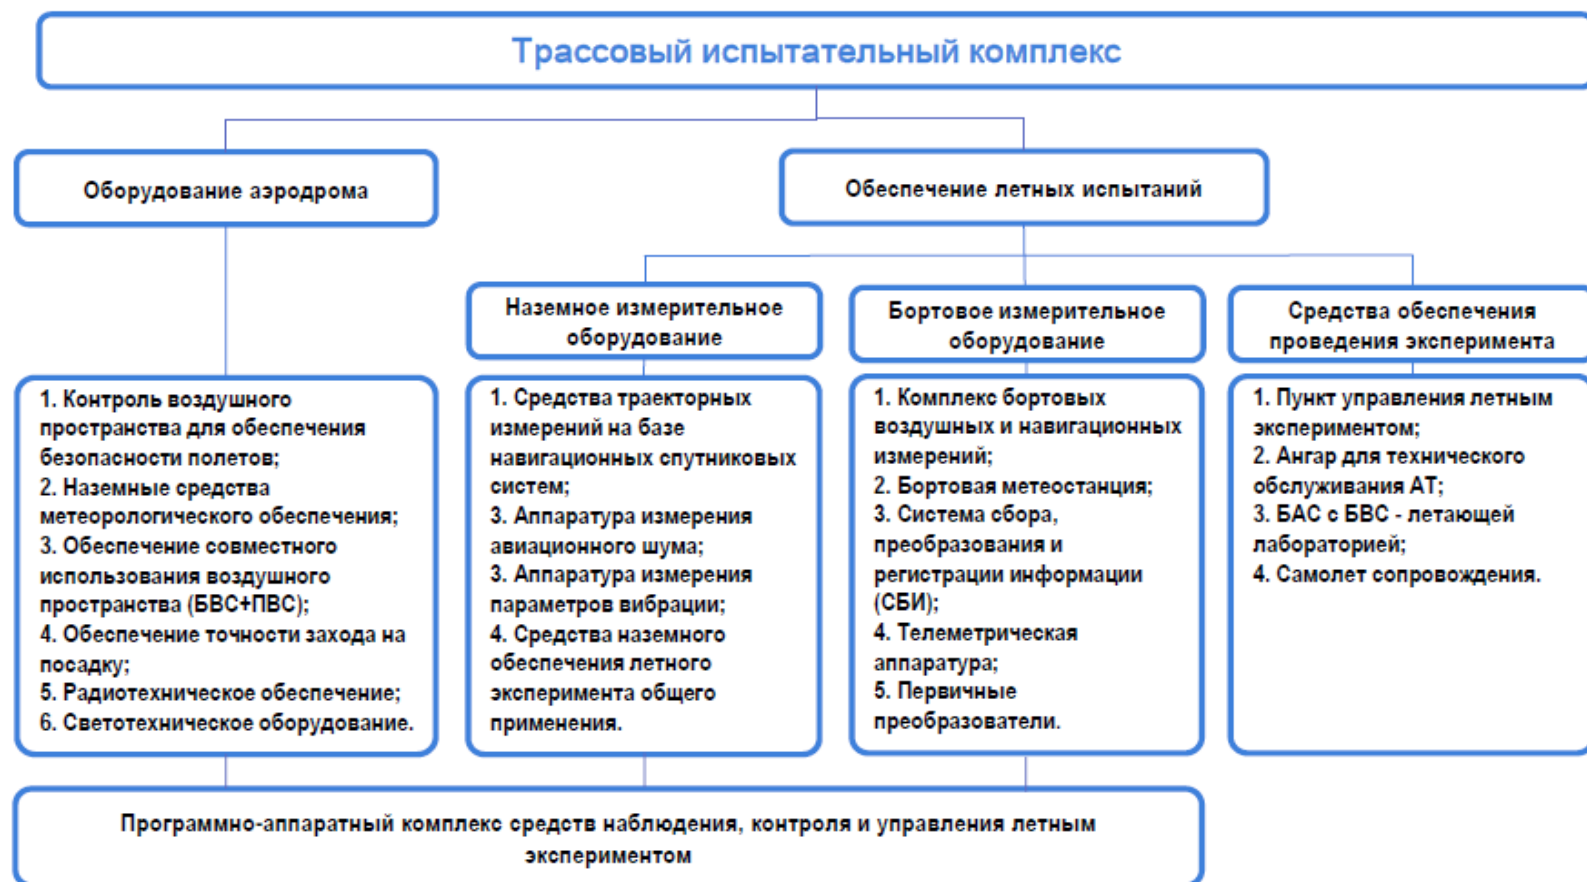 Трассовый испытательный комплекс
Оборудование аэродрома
Обеспечение летных испытаний
Наземное измерительное
оборудование
Бортовое измерительное
оборудование
Средства обеспечения
проведения эксперимента
1. Контроль воздушного
пространства для обеспечения
безопасности полетов;
2. Наземные средства
метеорологического обеспечения;
3. Обеспечение совместного
использования воздушного
пространства (БВС+ПВС);
4. Обеспечение точности захода на
посадку;
5. Радиотехническое обеспечение;
6. Светотехническое оборудование.
1. Средства траекторных
измерений на базе
навигационных спутниковых
систем;
3. Аппаратура измерения
авиационного шума;
3. Аппаратура измерения
параметров вибрации;
4. Средства наземного
обеспечения летного
эксперимента общего
применения.
1. Комплекс бортовых
воздушных и навигационных
измерений;
2. Бортовая метеостанция;
3. Система сбора,
преобразования и
регистрации информации
(СБИ);
4. Телеметрическая
аппаратура;
5. Первичные
преобразователи.
1. Пункт управления летным
экспериментом;
2. Ангар для технического
обслуживания АТ;
3. БАС с БВС - летающей
лабораторией;
4. Самолет сопровождения.
Программно-аппаратный комплекс средств наблюдения, контроля и управления летным
экспериментом